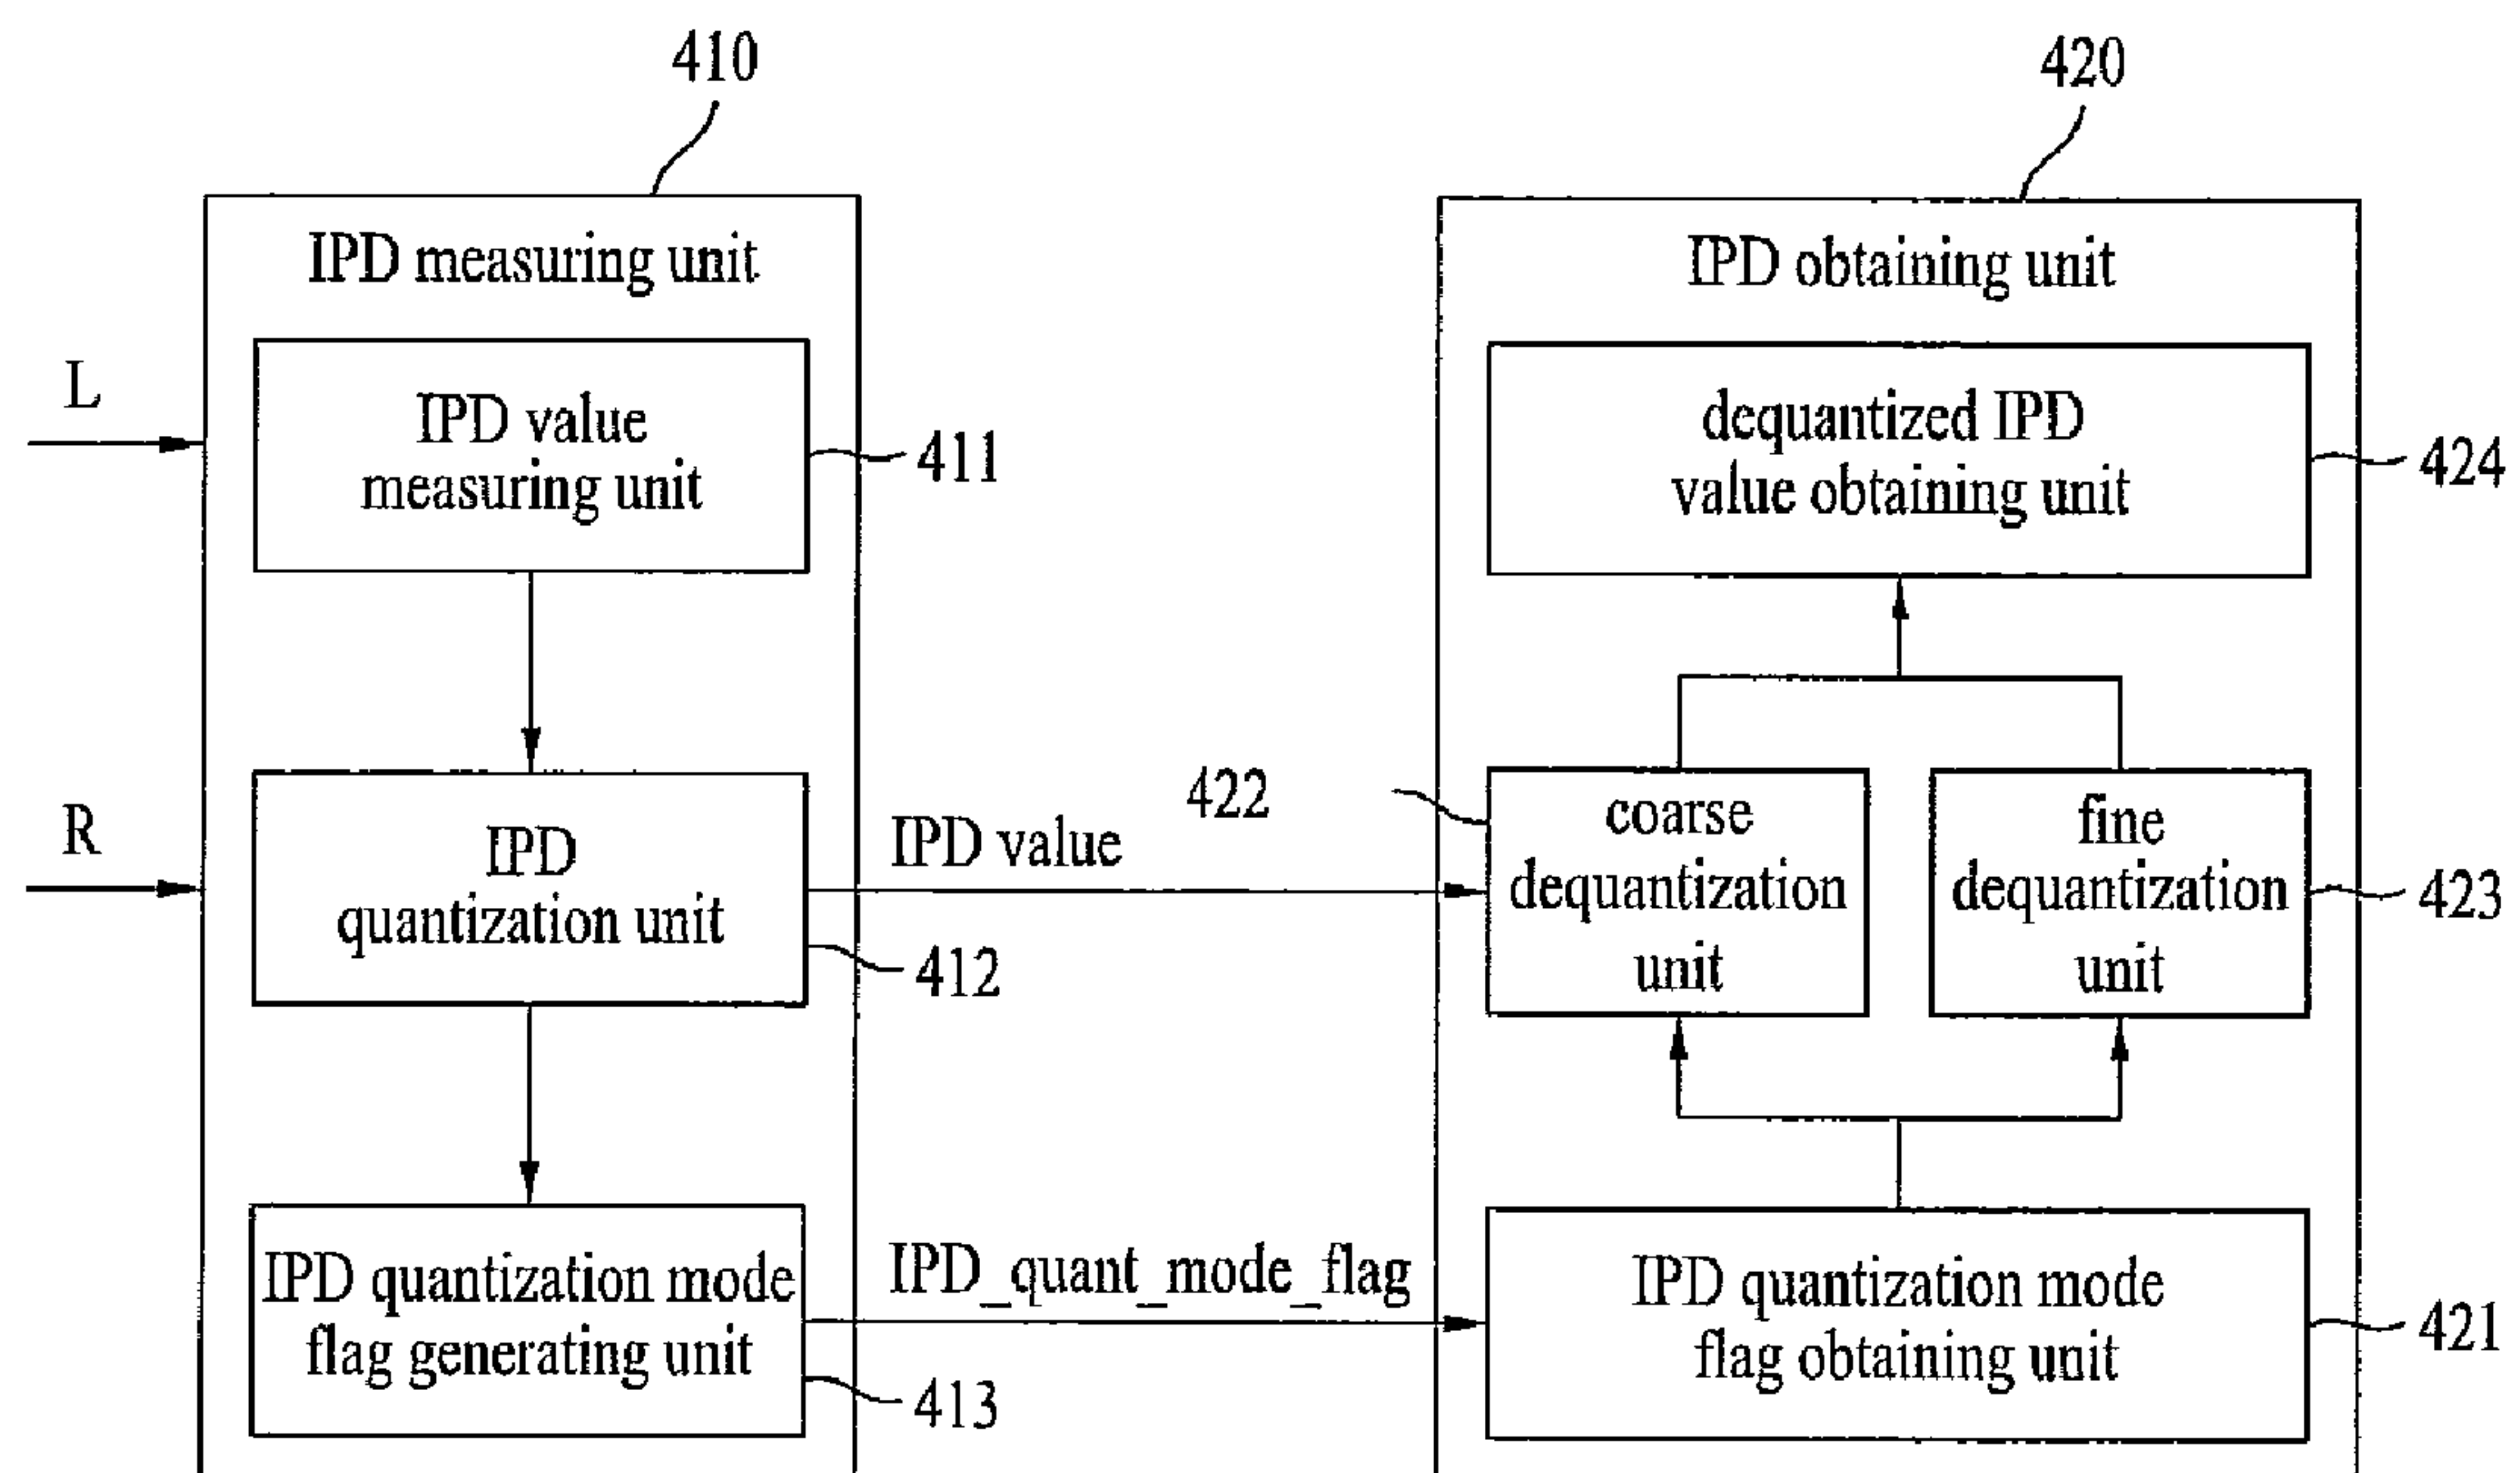 410
420
IPD measuring unit
IPD obtaining unit
L
IPD value
measuring unit
411
dequantized IPD
value obtaining unit
424
R
IPD
quantization unit
412
IPD value
422
coarse
dequantization
unit
fine
dequantization
unit
423
IPD quantization mode
flag generating unit
413
IPD_quant_mode_flag
IPD quantization mode
flag obtaining unit
421